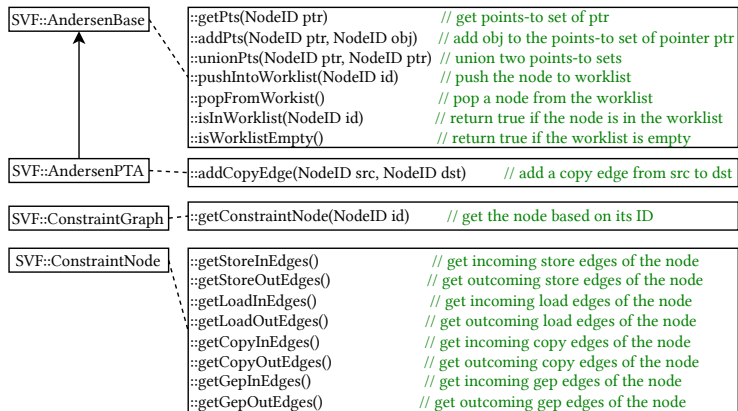 SVF::AndersenBase
::getPts(NodeID ptr) // get points-to set of ptr
::addPts(NodeID ptr, NodeID obj) // add obj to the points-to set of pointer ptr
::unionPts(NodeID ptr, NodeID ptr) // union two points-to sets
::pushIntoWorklist(NodeID id) // push the node to worklist
::popFromWorkist() // pop a node from the worklist
::isInWorklist(NodeID id) // return true if the node is in the worklist
::isWorklistEmpty() // return true if the worklist is empty
SVF::AndersenPTA
::addCopyEdge(NodeID src, NodeID dst) // add a copy edge from src to dst
SVF::ConstraintGraph
::getConstraintNode(NodeID id) // get the node based on its ID
SVF::ConstraintNode
::getStoreInEdges() // get incoming store edges of the node
::getStoreOutEdges() // get outcoming store edges of the node
::getLoadInEdges() // get incoming load edges of the node
::getLoadOutEdges() // get outcoming load edges of the node
::getCopyInEdges() // get incoming copy edges of the node
::getCopyOutEdges() // get outcoming copy edges of the node
::getGepInEdges() // get incoming gep edges of the node
::getGepOutEdges() // get outcoming gep edges of the node